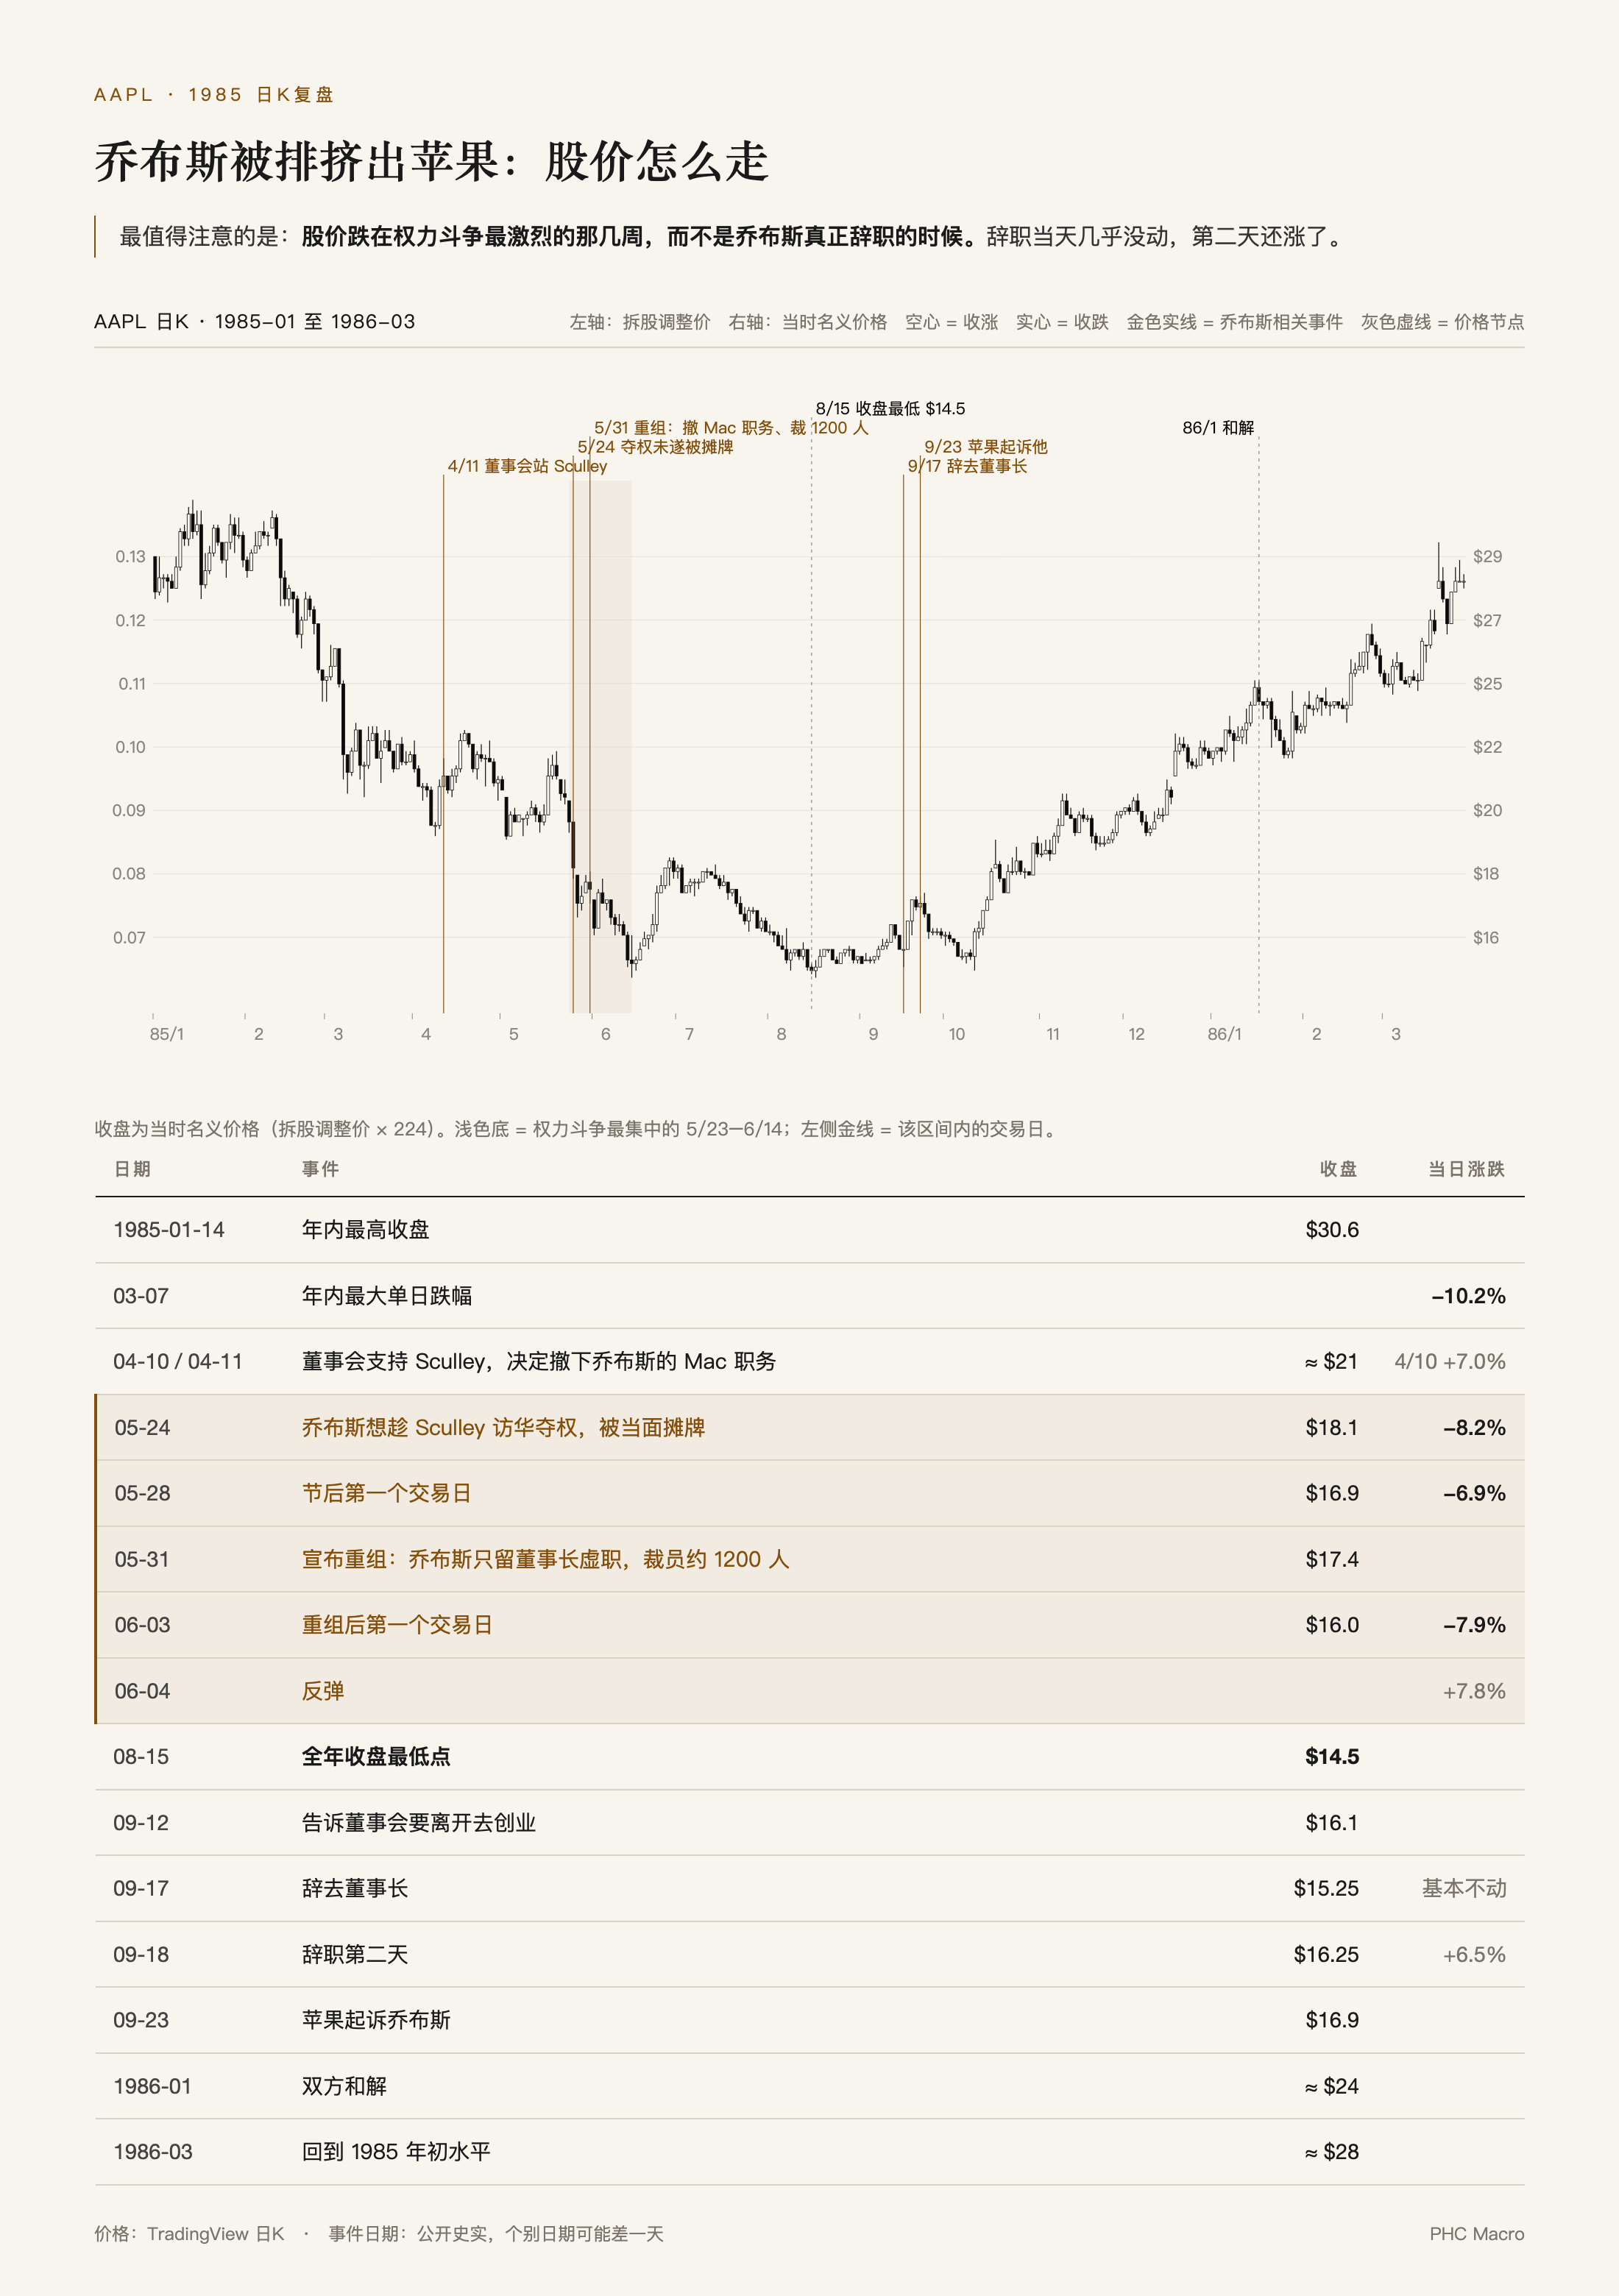 AAPL · 1985 日K复盘
乔布斯被排挤出苹果：股价怎么走
最值得注意的是：股价跌在权力斗争最激烈的那几周，而不是乔布斯真正辞职的时候。辞职当天几乎没动，第二天还涨了。
AAPL 日K · 1985–01 至 1986–03
左轴：拆股调整价 右轴：当时名义价格 空心 = 收涨 实心 = 收跌 金色实线 = 乔布斯相关事件 灰色虚线 = 价格节点
8/15 收盘最低 $14.5
5/31 重组：撤 Mac 职务、裁 1200 人
86/1 和解
5/24 夺权未遂被摊牌
9/23 苹果起诉他
4/11 董事会站 Sculley
9/17 辞去董事长
0.13 $29
0.12 $27
0.11 $25
0.10 $22
0.09 $20
0.08 $18
0.07 $16
85/1 2 3 4 5 6 7 8 9 10 11 12 86/1 2 3
收盘为当时名义价格（拆股调整价 × 224）。浅色底 = 权力斗争最集中的 5/23–6/14；左侧金线 = 该区间内的交易日。
日期 事件 收盘 当日涨跌
1985-01-14 年内最高收盘 $30.6
03-07 年内最大单日跌幅 –10.2%
04-10 / 04-11 董事会支持 Sculley，决定撤下乔布斯的 Mac 职务 ≈ $21 4/10 +7.0%
05-24 乔布斯想趁 Sculley 访华夺权，被当面摊牌 $18.1 –8.2%
05-28 节后第一个交易日 $16.9 –6.9%
05-31 宣布重组：乔布斯只留董事长虚职，裁员约 1200 人 $17.4
06-03 重组后第一个交易日 $16.0 –7.9%
06-04 反弹 +7.8%
08-15 全年收盘最低点 $14.5
09-12 告诉董事会要离开去创业 $16.1
09-17 辞去董事长 $15.25 基本不动
09-18 辞职第二天 $16.25 +6.5%
09-23 苹果起诉乔布斯 $16.9
1986-01 双方和解 ≈ $24
1986-03 回到 1985 年初水平 ≈ $28
价格：TradingView 日K · 事件日期：公开史实，个别日期可能差一天
PHC Macro